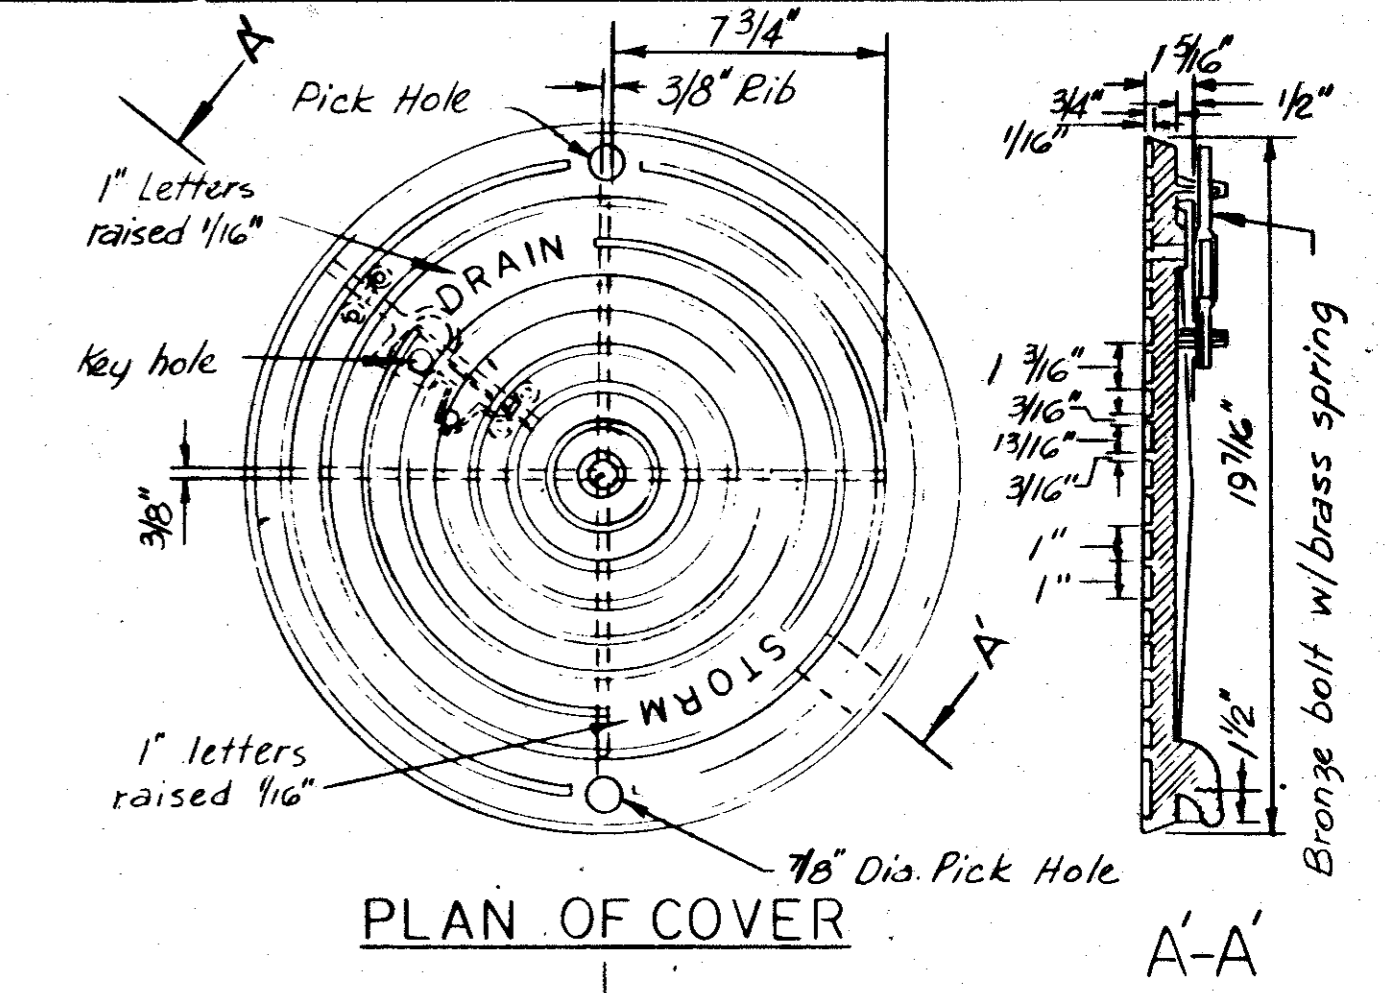 A'
7 3/4"
3/8" Rib
Pick Hole
1" Letters
raised 1/16"
DRAIN
Key hole
3/8"
STORM
A'
1" letters
raised 1/16"
7/8" Dia. Pick Hole
PLAN OF COVER
1 5/16"
3/4"
1/2"
1/16"
1 3/16"
3/16"
13/16"
3/16"
1"
1"
19 7/16"
1 1/2"
Bronze bolt w/brass spring
A'-A'